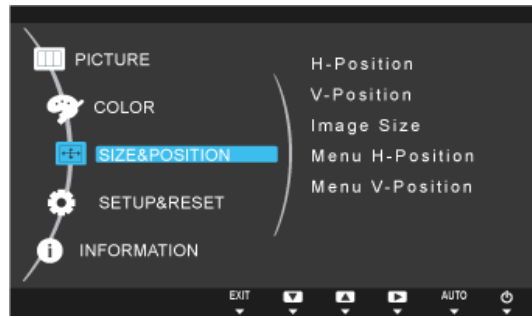 PICTURE
COLOR
SIZE&POSITION
SETUP&RESET
INFORMATION
H-Position
V-Position
Image Size
Menu H-Position
Menu V-Position
EXIT AUTO